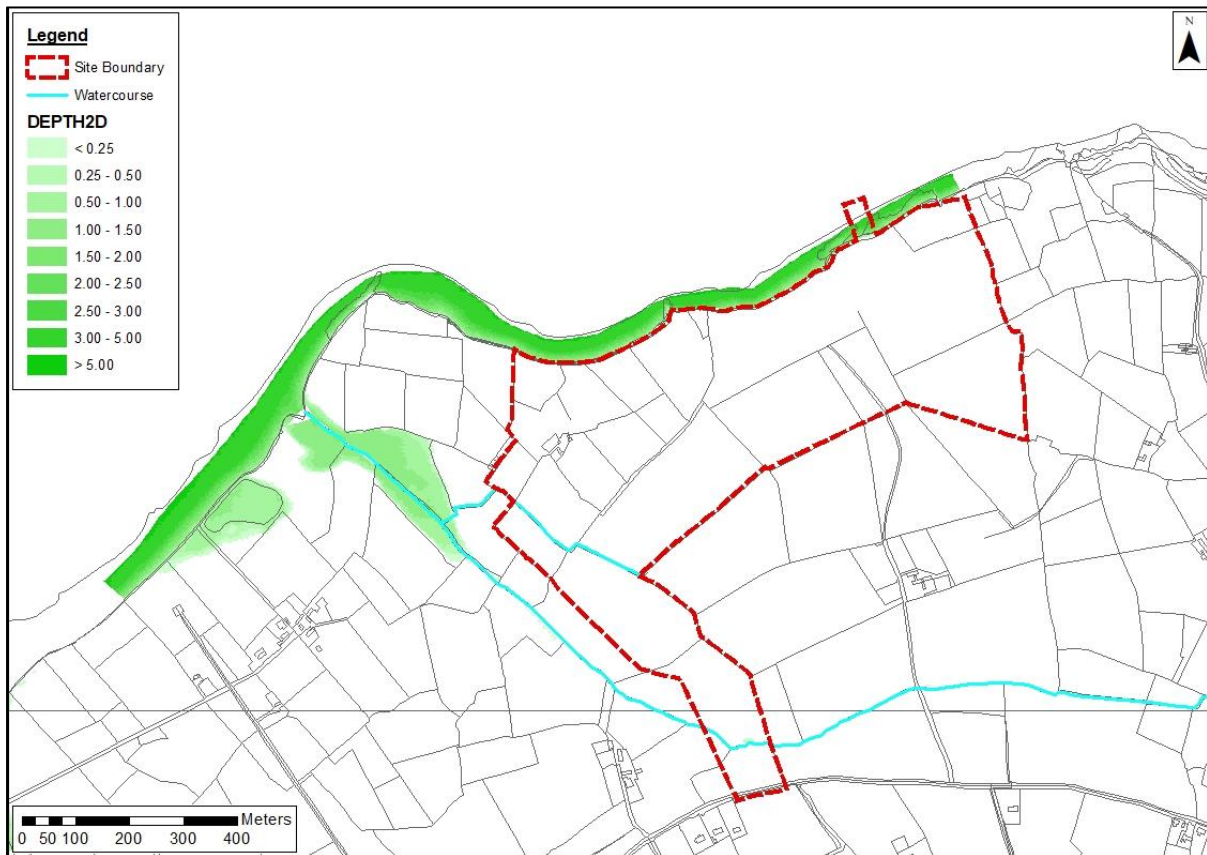 Legend
Site Boundary
Watercourse
DEPTH2D
< 0.25
0.25 - 0.50
0.50 - 1.00
1.00 - 1.50
1.50 - 2.00
2.00 - 2.50
2.50 - 3.00
3.00 - 5.00
> 5.00
N
Meters
0 50 100 200 300 400